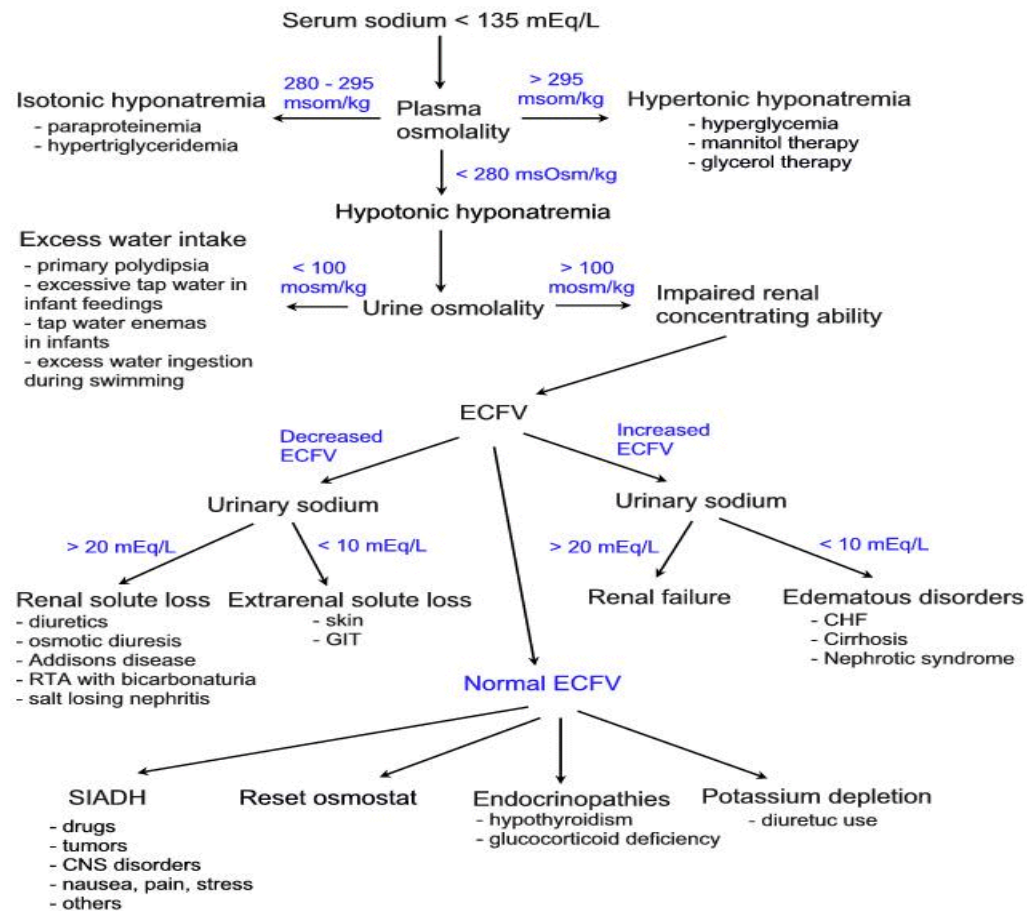 Serum sodium < 135 mEq/L
280 - 295
msom/kg
> 295
msom/kg
Isotonic hyponatremia
- paraproteinemia
- hypertriglyceridemia
Plasma
osmolality
Hypertonic hyponatremia
- hyperglycemia
- mannitol therapy
- glycerol therapy
< 280 msOsm/kg
Hypotonic hyponatremia
Excess water intake
- primary polydipsia
- excessive tap water in
infant feedings
- tap water enemas
in infants
- excess water ingestion
during swimming
< 100
mosm/kg
Urine osmolality
> 100
mosm/kg
Impaired renal
concentrating ability
ECFV
Decreased
ECFV
Increased
ECFV
Urinary sodium
Urinary sodium
> 20 mEq/L
< 10 mEq/L
> 20 mEq/L
< 10 mEq/L
Renal solute loss
- diuretics
- osmotic diuresis
- Addisons disease
- RTA with bicarbonaturia
- salt losing nephritis
Extrarenal solute loss
- skin
- GIT
Renal failure
Edematous disorders
- CHF
- Cirrhosis
- Nephrotic syndrome
Normal ECFV
SIADH
- drugs
- tumors
- CNS disorders
- nausea, pain, stress
- others
Reset osmostat
Endocrinopathies
- hypothyroidism
- glucocorticoid deficiency
Potassium depletion
- diuretuc use